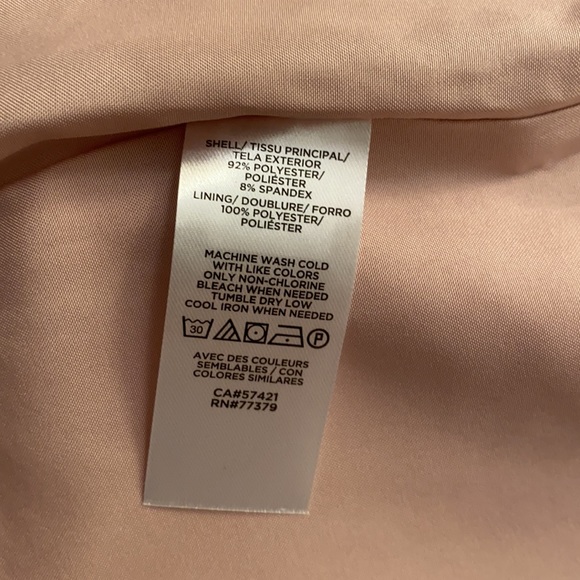 SHELL/ TISSU PRINCIPAL/
TELA EXTERIOR
92% POLYESTER/
POLIÉSTER
8% SPANDEX
LINING/ DOUBLURE/ FORRO
100% POLYESTER/
POLIÉSTER
MACHINE WASH COLD
WITH LIKE COLORS
ONLY NON-CHLORINE
BLEACH WHEN NEEDED
TUMBLE DRY LOW
COOL IRON WHEN NEEDED
30 P
AVEC DES COULEURS
SEMBLABLES / CON
COLORES SIMILARES
CA#57421
RN#77379